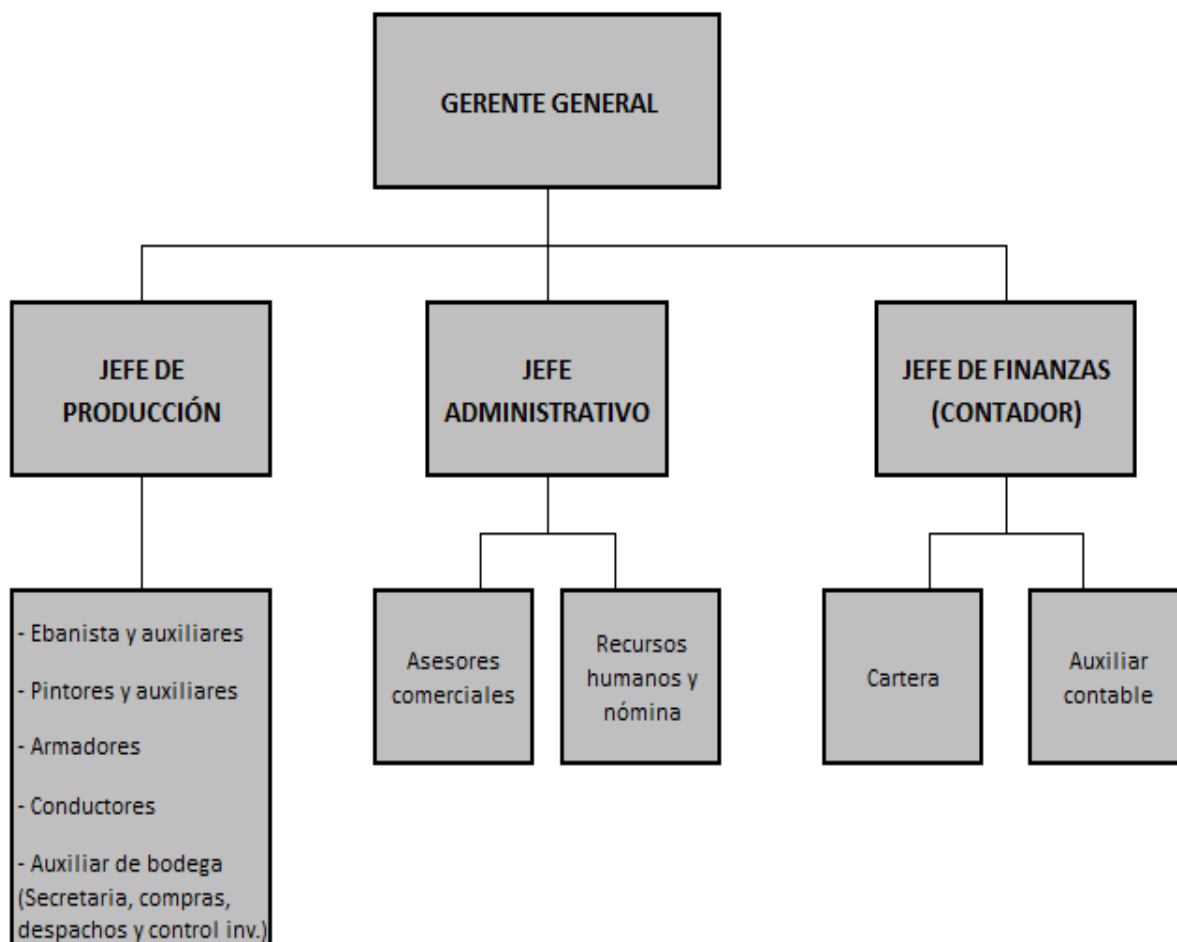 GERENTE GENERAL
JEFE DE
PRODUCCIÓN
JEFE
ADMINISTRATIVO
JEFE DE FINANZAS
(CONTADOR)
- Ebanista y auxiliares
- Pintores y auxiliares
- Armadores
- Conductores
- Auxiliar de bodega
(Secretaria, compras,
despachos y control inv.)
Asesores
comerciales
Recursos
humanos y
nómina
Cartera
Auxiliar
contable